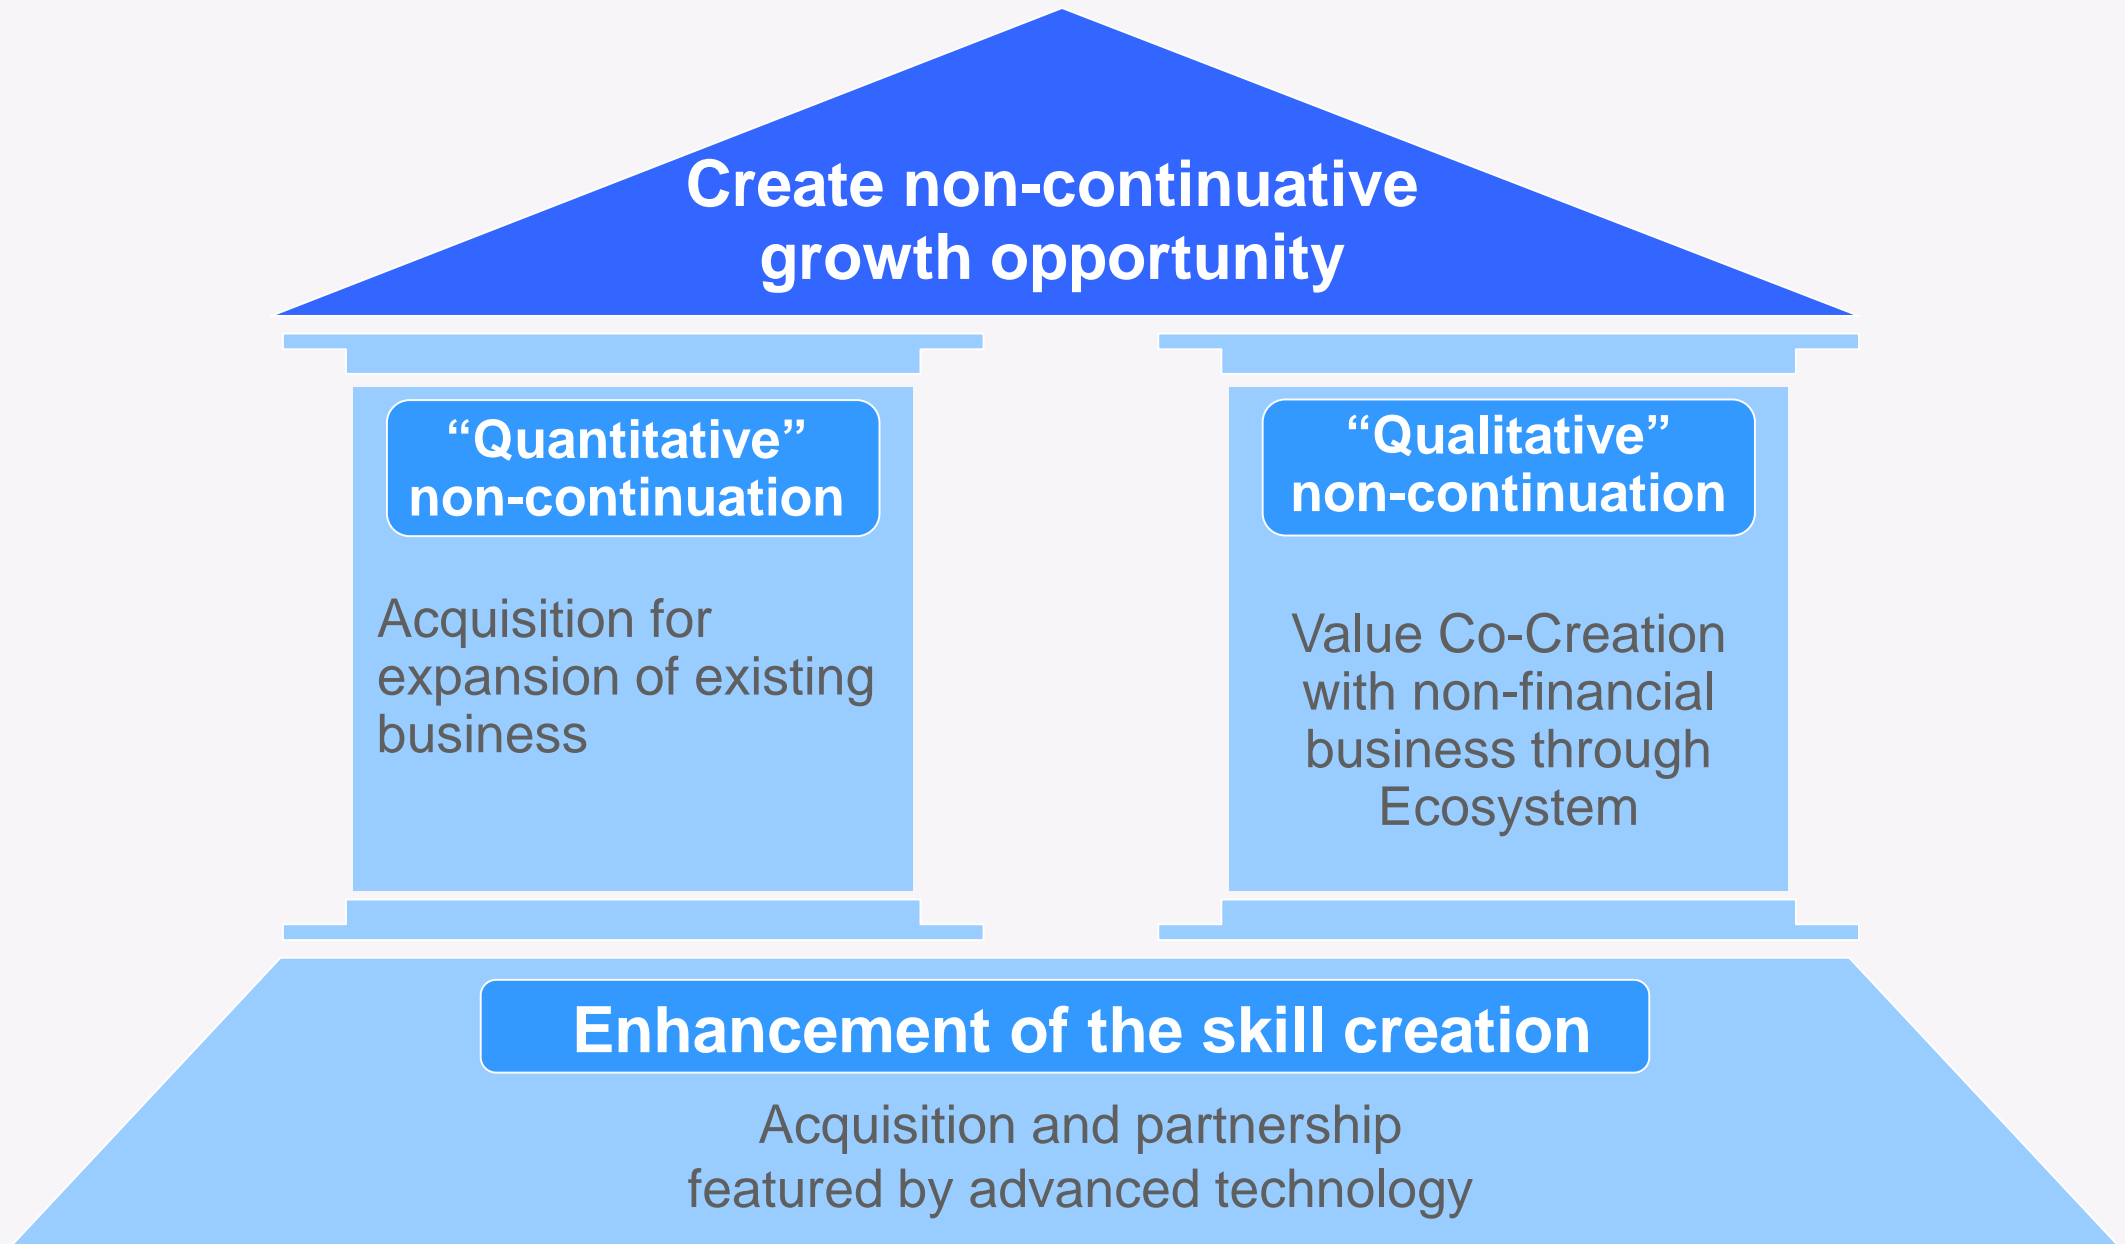 Create non-continuative
growth opportunity
“Quantitative”
non-continuation
Acquisition for
expansion of existing
business
“Qualitative”
non-continuation
Value Co-Creation
with non-financial
business through
Ecosystem
Enhancement of the skill creation
Acquisition and partnership
featured by advanced technology